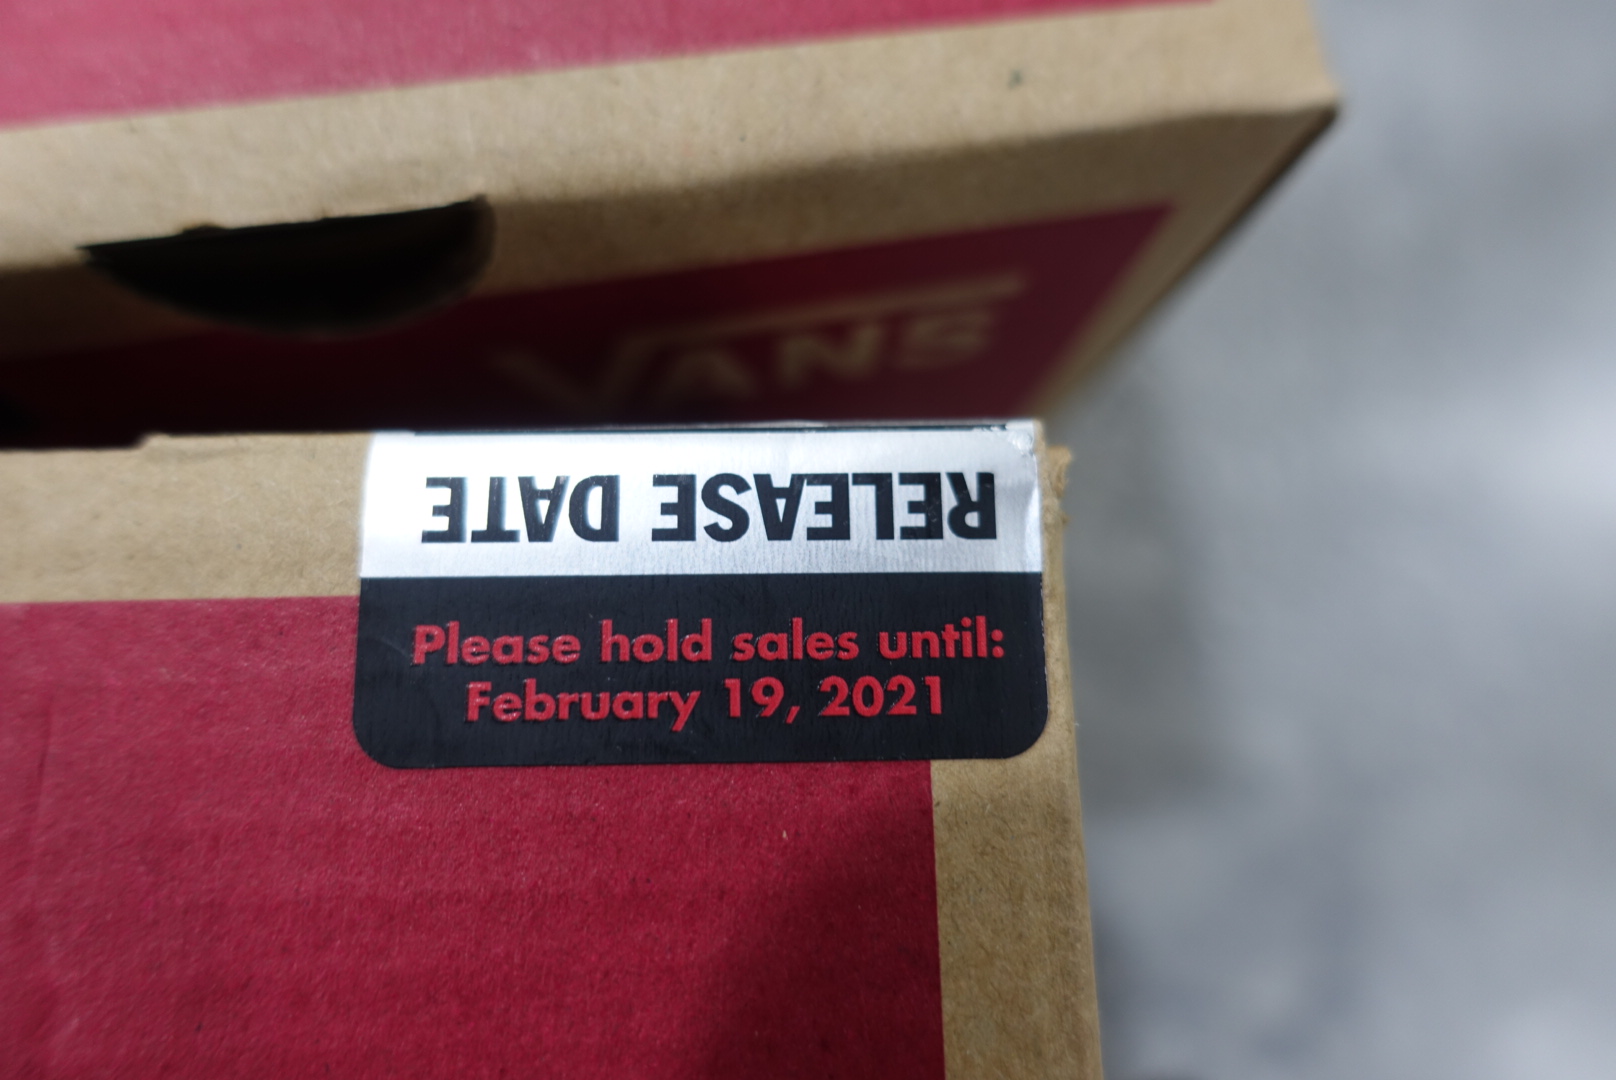 VANS
RELEASE DATE
Please hold sales until:
February 19, 2021